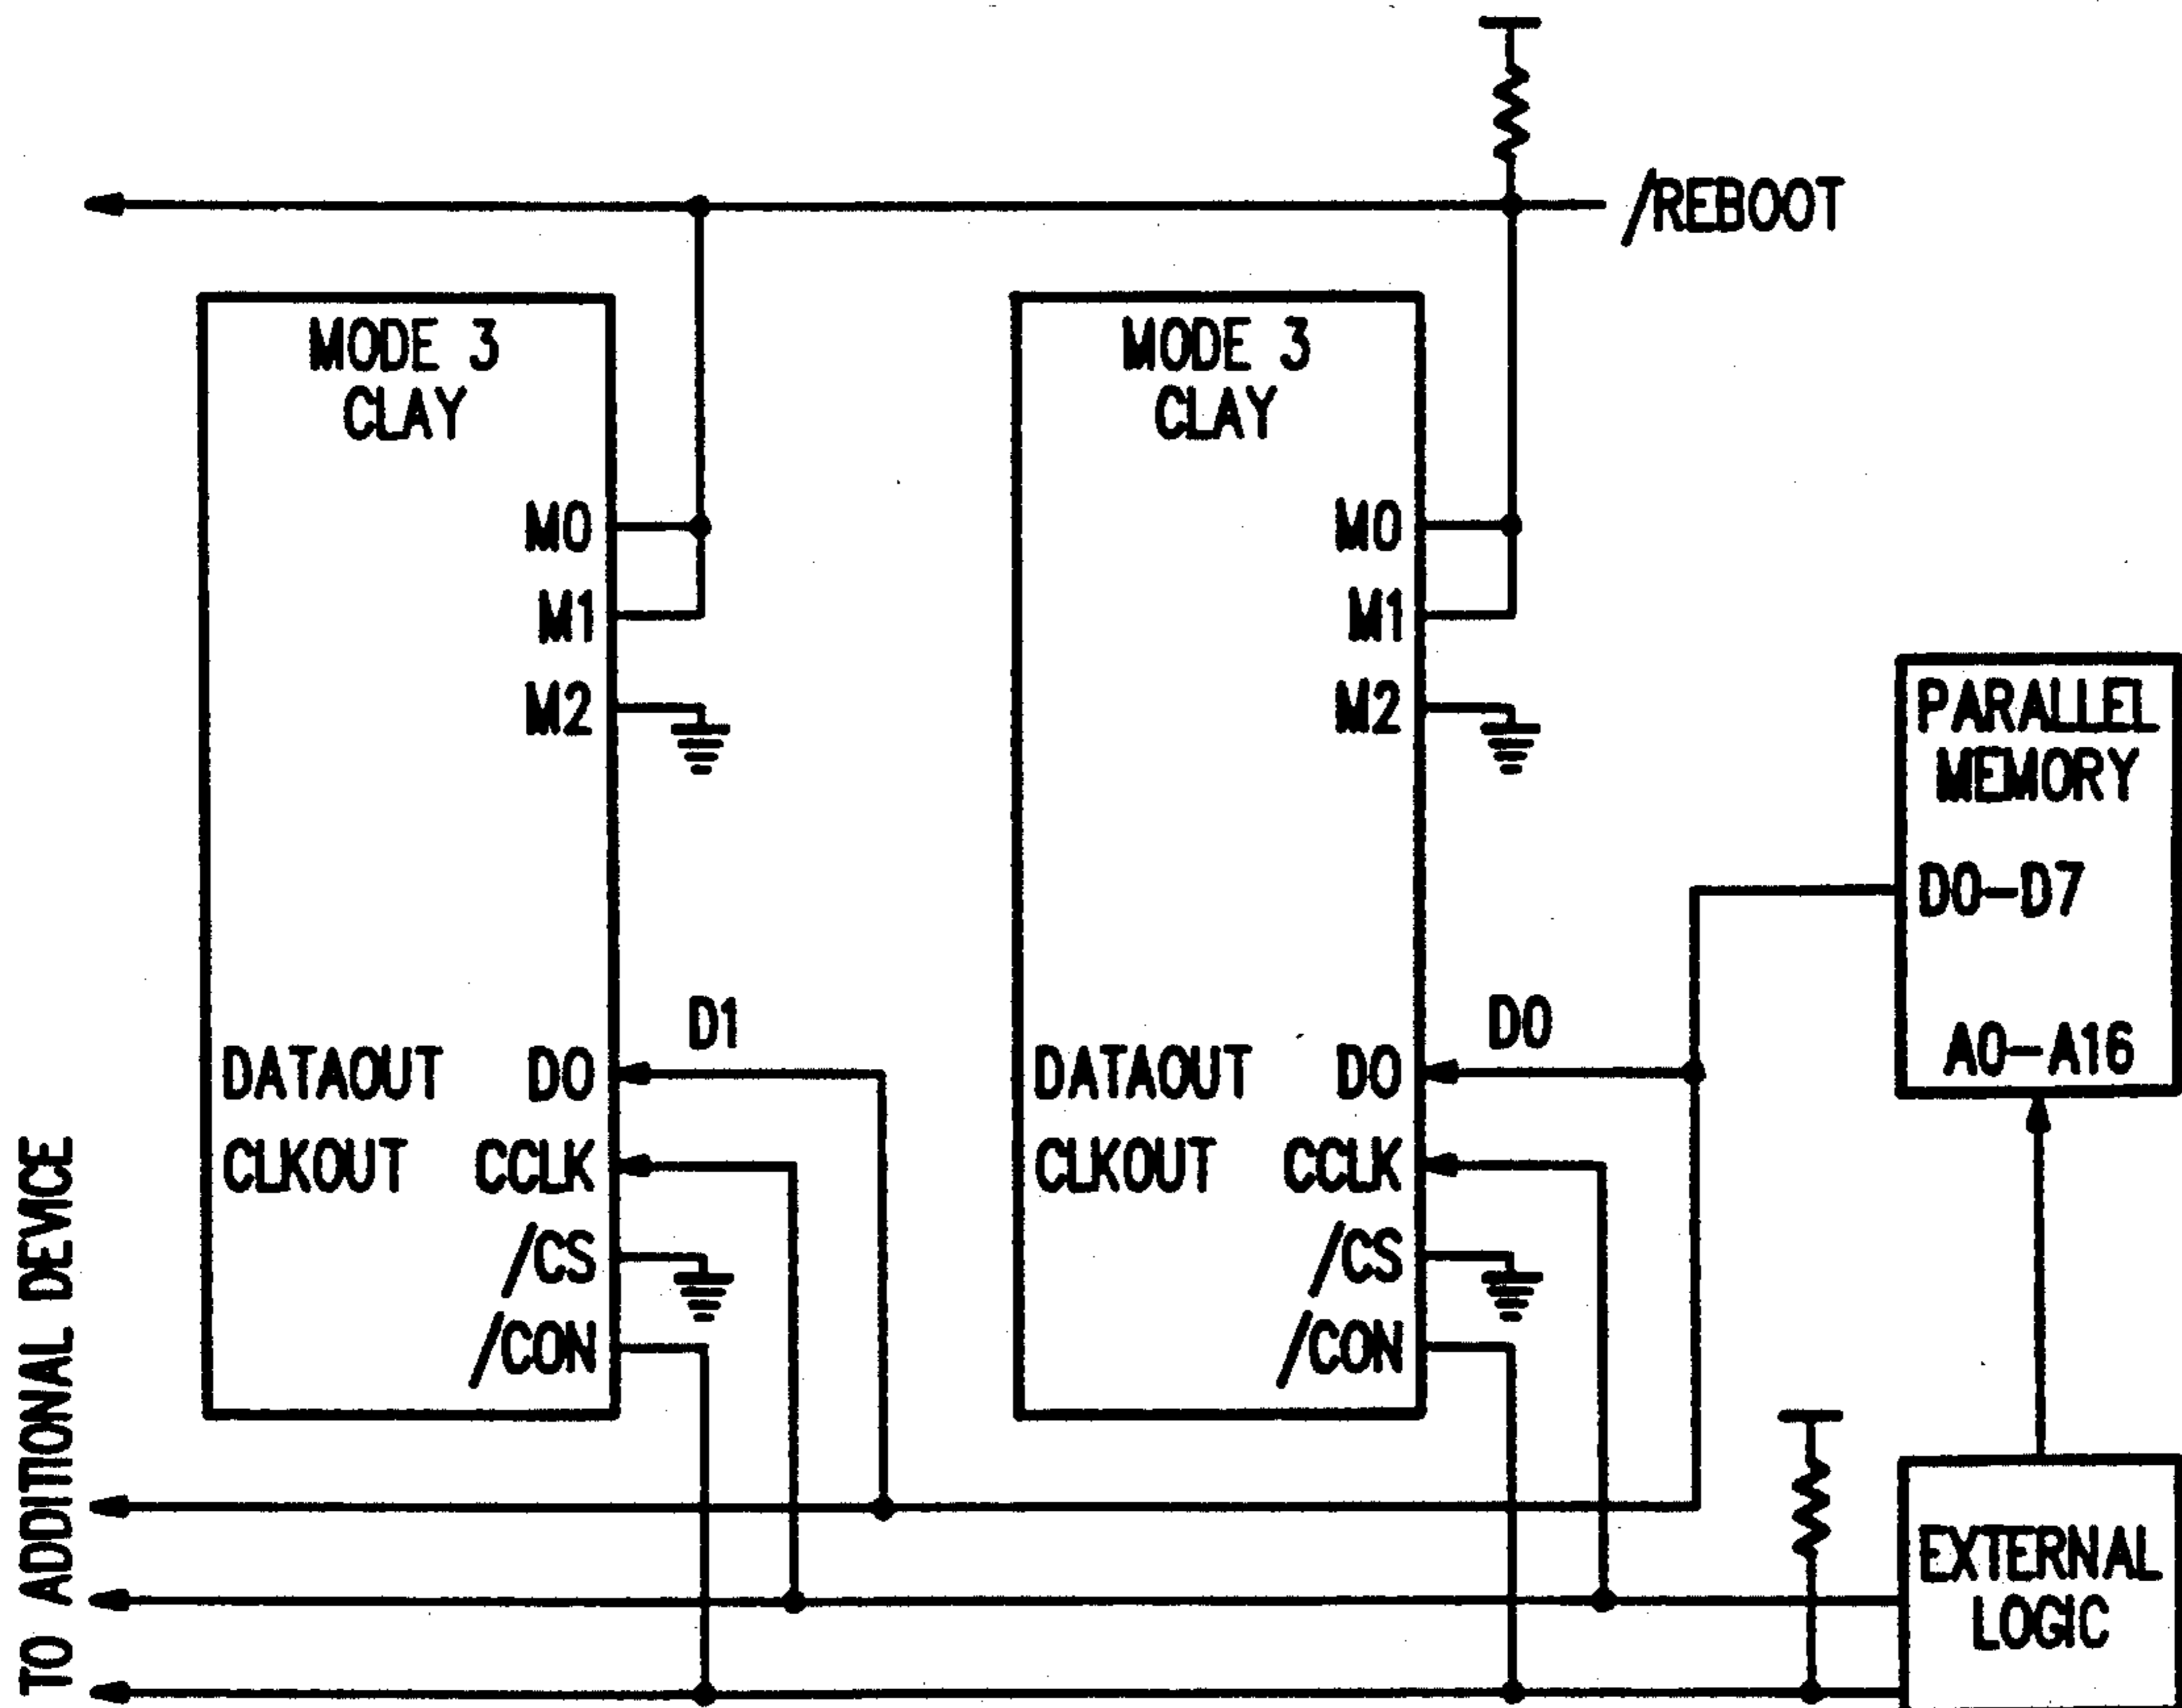 /REBOOT
MODE 3
CLAY
M0
M1
M2
D1
DATAOUT D0
CLKOUT CCLK
/CS
/CON
MODE 3
CLAY
M0
M1
M2
D0
DATAOUT D0
CLKOUT CCLK
/CS
/CON
PARALLEL
MEMORY
D0-D7
A0-A16
EXTERNAL
LOGIC
TO ADDITIONAL DEVICE